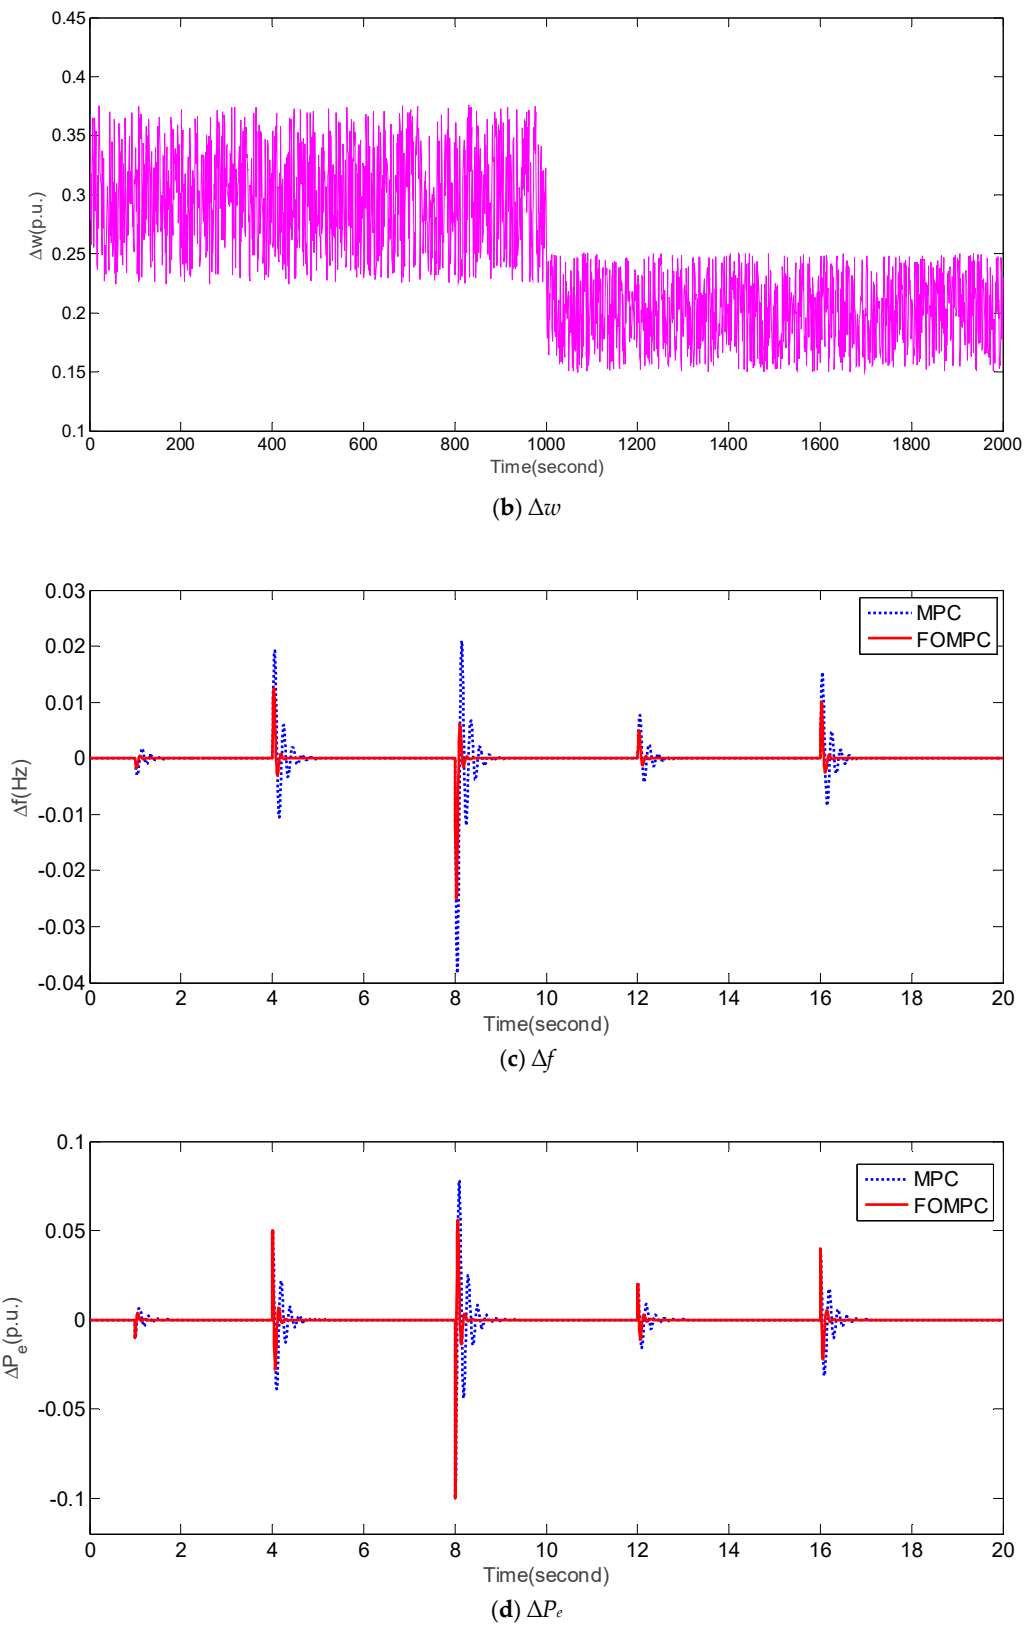 0.45
0.4
0.35
0.3
0.25
0.2
0.15
0.1
Δw(p.u.)
0 200 400 600 800 1000 1200 1400 1600 1800 2000
Time(second)
(b) Δw
0.03
0.02
0.01
0
-0.01
-0.02
-0.03
-0.04
Δf(Hz)
MPC
FOMPC
0 2 4 6 8 10 12 14 16 18 20
Time(second)
(c) Δf
0.1
0.05
0
-0.05
-0.1
ΔPe(p.u.)
MPC
FOMPC
0 2 4 6 8 10 12 14 16 18 20
Time(second)
(d) ΔPe